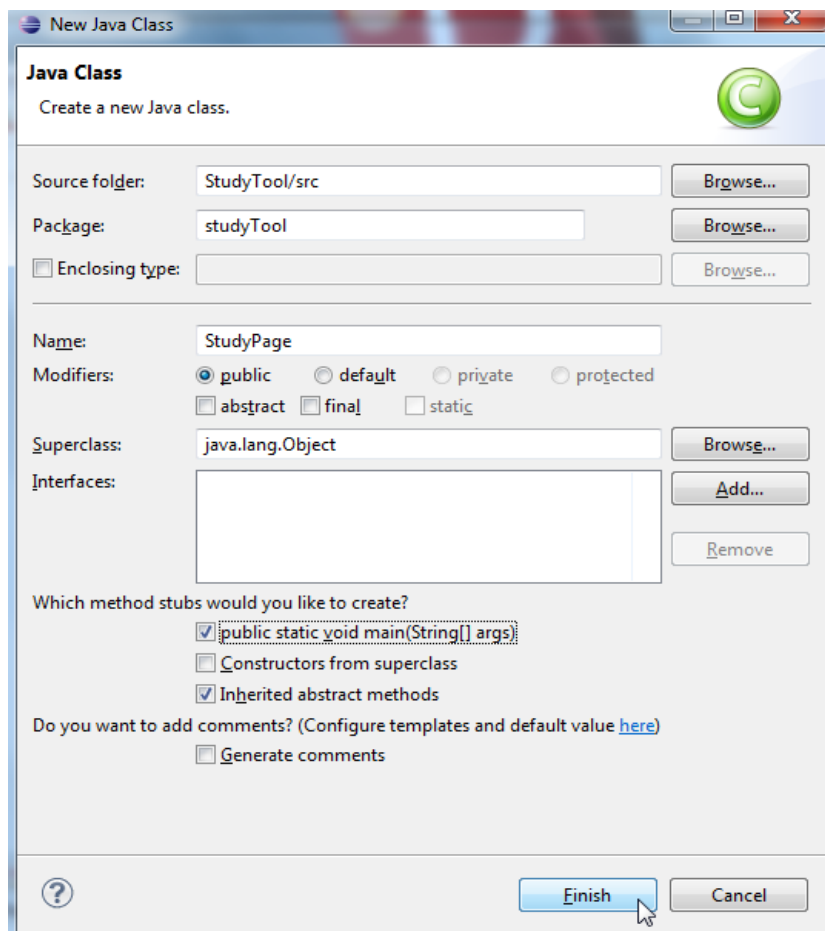 New Java Class
Java Class
Create a new Java class.
Source folder: StudyTool/src Browse...
Package: studyTool Browse...
Enclosing type: Browse...
Name: StudyPage
Modifiers: public default private protected
abstract final static
Superclass: java.lang.Object Browse...
Interfaces: Add...
Remove
Which method stubs would you like to create?
public static void main(String[] args)
Constructors from superclass
Inherited abstract methods
Do you want to add comments? (Configure templates and default value here)
Generate comments
? Finish Cancel